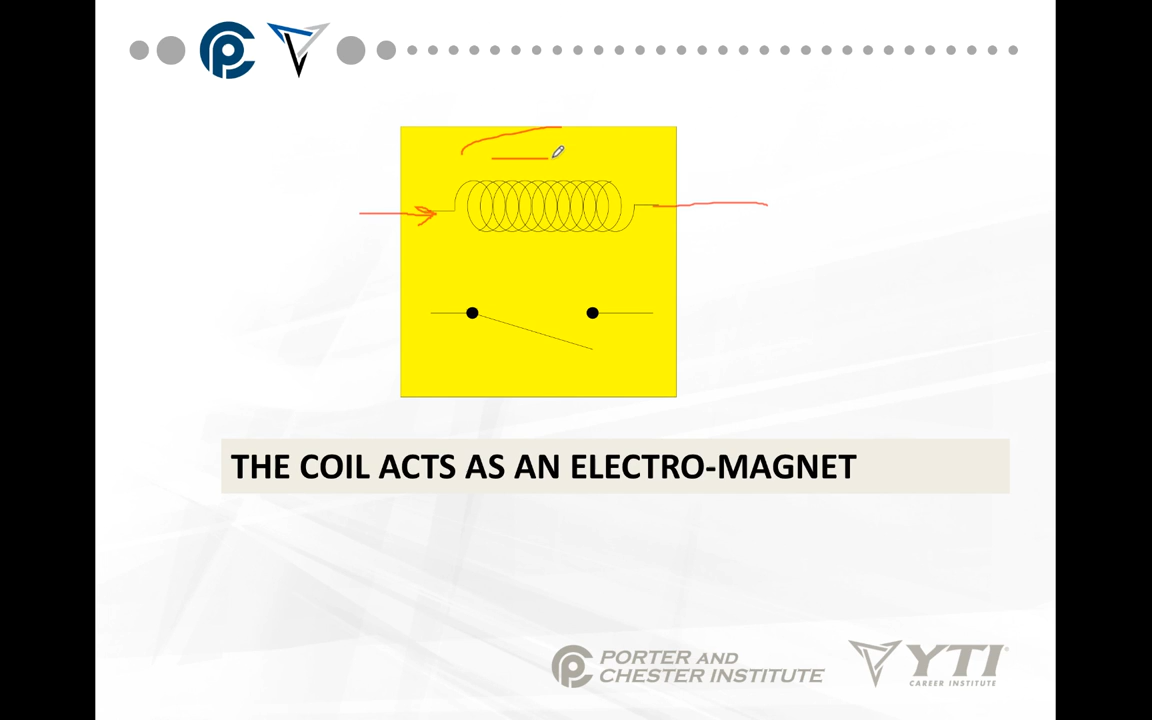 THE COIL ACTS AS AN ELECTRO-MAGNET
PORTER AND
CHESTER INSTITUTE
YTI
CAREER INSTITUTE